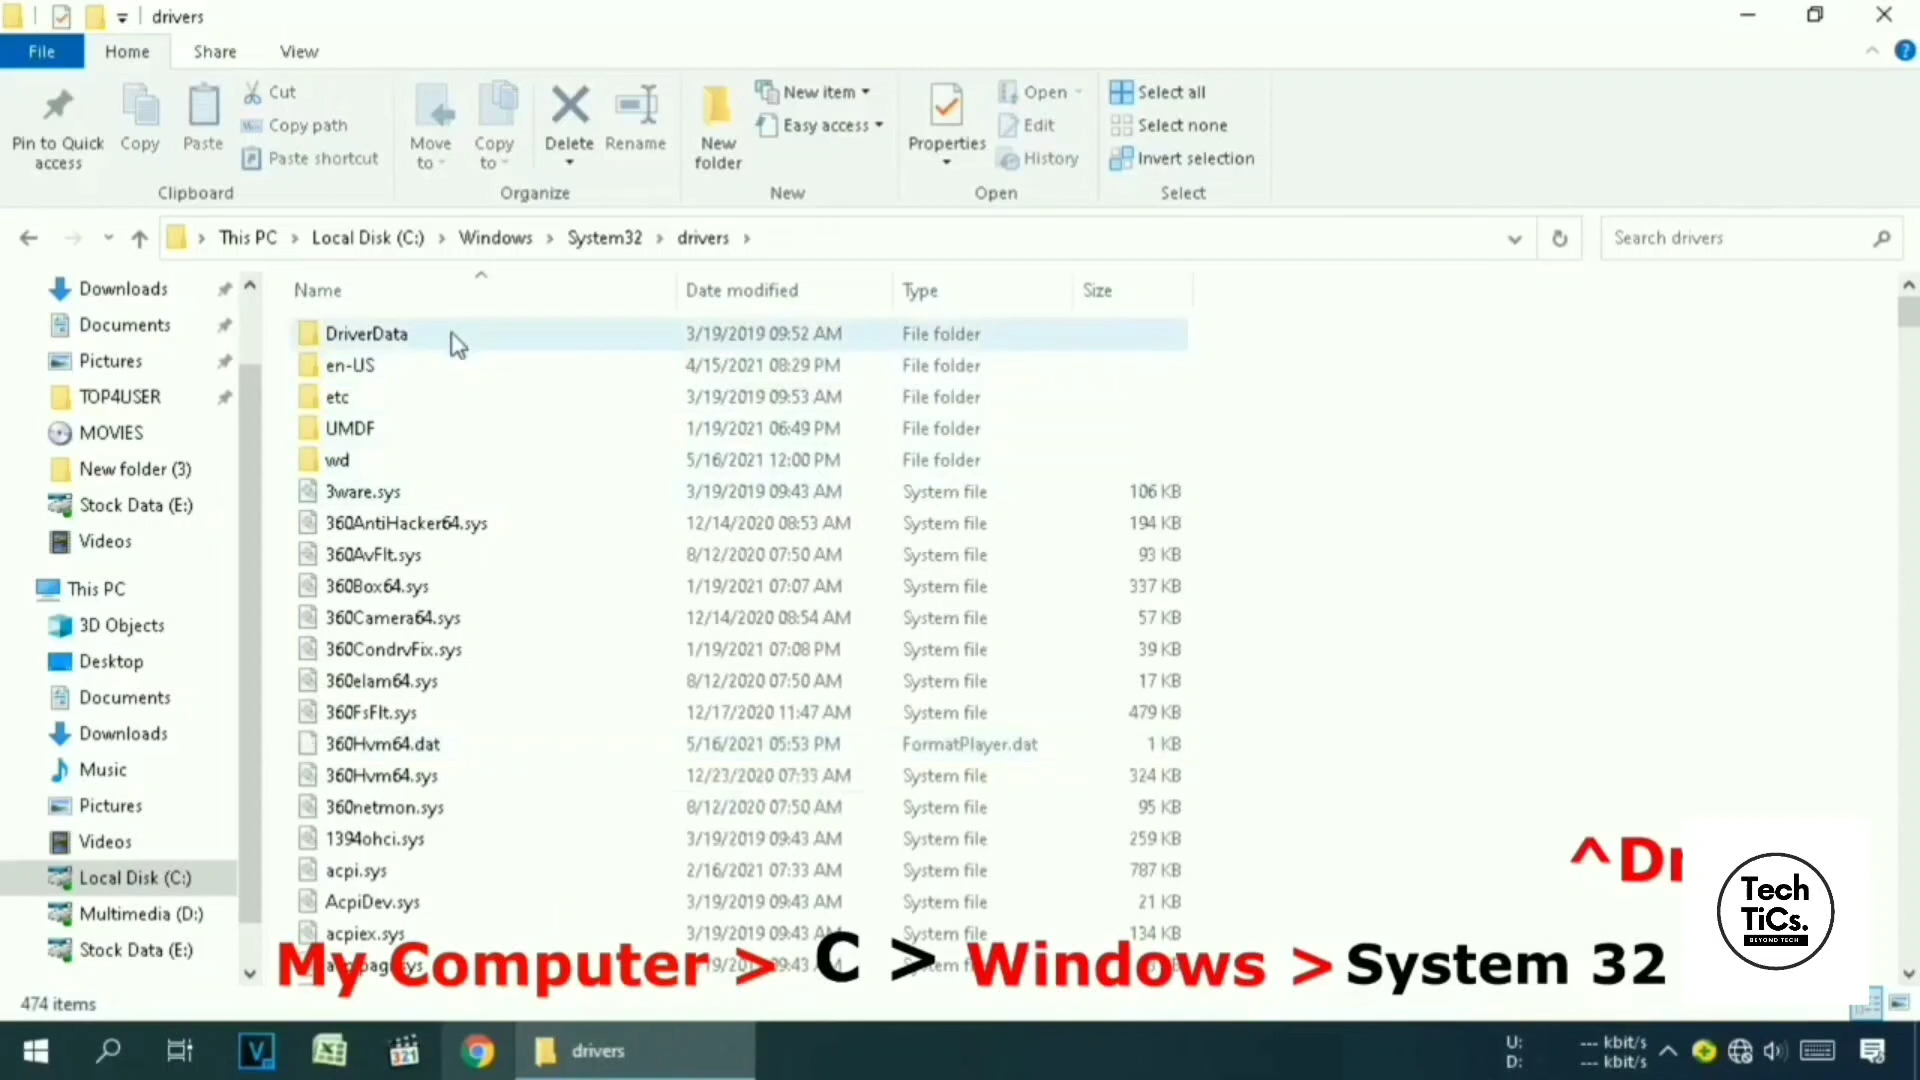 drivers
File Home Share View
Pin to Quick access
Copy
Paste
Cut
Copy path
Paste shortcut
Clipboard
Move to
Copy to
Delete
Rename
Organize
New folder
New item
Easy access
New
Properties
Open
Edit
History
Open
Select all
Select none
Invert selection
Select
This PC > Local Disk (C:) > Windows > System32 > drivers >
Search drivers
Downloads
Documents
Pictures
TOP4USER
MOVIES
New folder (3)
Stock Data (E:)
Videos
This PC
3D Objects
Desktop
Documents
Downloads
Music
Pictures
Videos
Local Disk (C:)
Multimedia (D:)
Stock Data (E:)
Name Date modified Type Size
DriverData 3/19/2019 09:52 AM File folder
en-US 4/15/2021 08:29 PM File folder
etc 3/19/2019 09:53 AM File folder
UMDF 1/19/2021 06:49 PM File folder
wd 5/16/2021 12:00 PM File folder
3ware.sys 3/19/2019 09:43 AM System file 106 KB
360AntiHacker64.sys 12/14/2020 08:53 AM System file 194 KB
360AvFlt.sys 8/12/2020 07:50 AM System file 93 KB
360Box64.sys 1/19/2021 07:07 AM System file 337 KB
360Camera64.sys 12/14/2020 08:54 AM System file 57 KB
360CondrvFix.sys 1/19/2021 07:08 PM System file 39 KB
360elam64.sys 8/12/2020 07:50 AM System file 17 KB
360FsFlt.sys 12/17/2020 11:47 AM System file 479 KB
360Hvm64.dat 5/16/2021 05:53 PM FormatPlayer.dat 1 KB
360Hvm64.sys 12/23/2020 07:33 AM System file 324 KB
360netmon.sys 8/12/2020 07:50 AM System file 95 KB
1394ohci.sys 3/19/2019 09:43 AM System file 259 KB
acpi.sys 2/16/2021 07:33 AM System file 787 KB
AcpiDev.sys 3/19/2019 09:43 AM System file 21 KB
acpiex.sys 3/19/2019 09:43 134 KB
^Dr
My Computer > C > Windows > System 32
Tech
TiCs.
BEYOND TECH
474 items
321
drivers
U: --- kbit/s
D: --- kbit/s